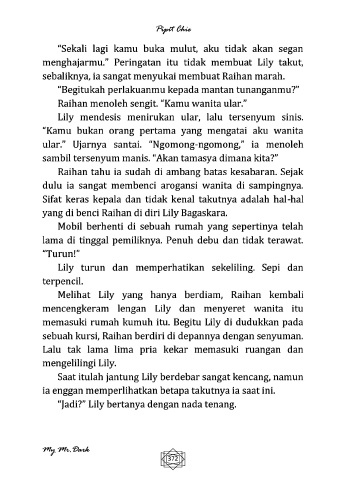 Pipit Chie
“Sekali lagi kamu buka mulut, aku tidak akan segan
menghajarmu.” Peringatan itu tidak membuat Lily takut,
sebaliknya, ia sangat menyukai membuat Raihan marah.
“Begitukah perlakuanmu kepada mantan tunanganmu?”
Raihan menoleh sengit. “Kamu wanita ular.”
Lily mendesis menirukan ular, lalu tersenyum sinis.
“Kamu bukan orang pertama yang mengatai aku wanita
ular.” Ujarnya santai. “Ngomong-ngomong,” ia menoleh
sambil tersenyum manis. “Akan tamasya dimana kita?”
Raihan tahu ia sudah di ambang batas kesabaran. Sejak
dulu ia sangat membenci arogansi wanita di sampingnya.
Sifat keras kepala dan tidak kenal takutnya adalah hal-hal
yang di benci Raihan di diri Lily Bagaskara.
Mobil berhenti di sebuah rumah yang sepertinya telah
lama di tinggal pemiliknya. Penuh debu dan tidak terawat.
“Turun!”
Lily turun dan memperhatikan sekeliling. Sepi dan
terpencil.
Melihat Lily yang hanya berdiam, Raihan kembali
mencengkeram lengan Lily dan menyeret wanita itu
memasuki rumah kumuh itu. Begitu Lily di dudukkan pada
sebuah kursi, Raihan berdiri di depannya dengan senyuman.
Lalu tak lama lima pria kekar memasuki ruangan dan
mengelilingi Lily.
Saat itulah jantung Lily berdebar sangat kencang, namun
ia enggan memperlihatkan betapa takutnya ia saat ini.
“Jadi?” Lily bertanya dengan nada tenang.
My Mr. Dark
372